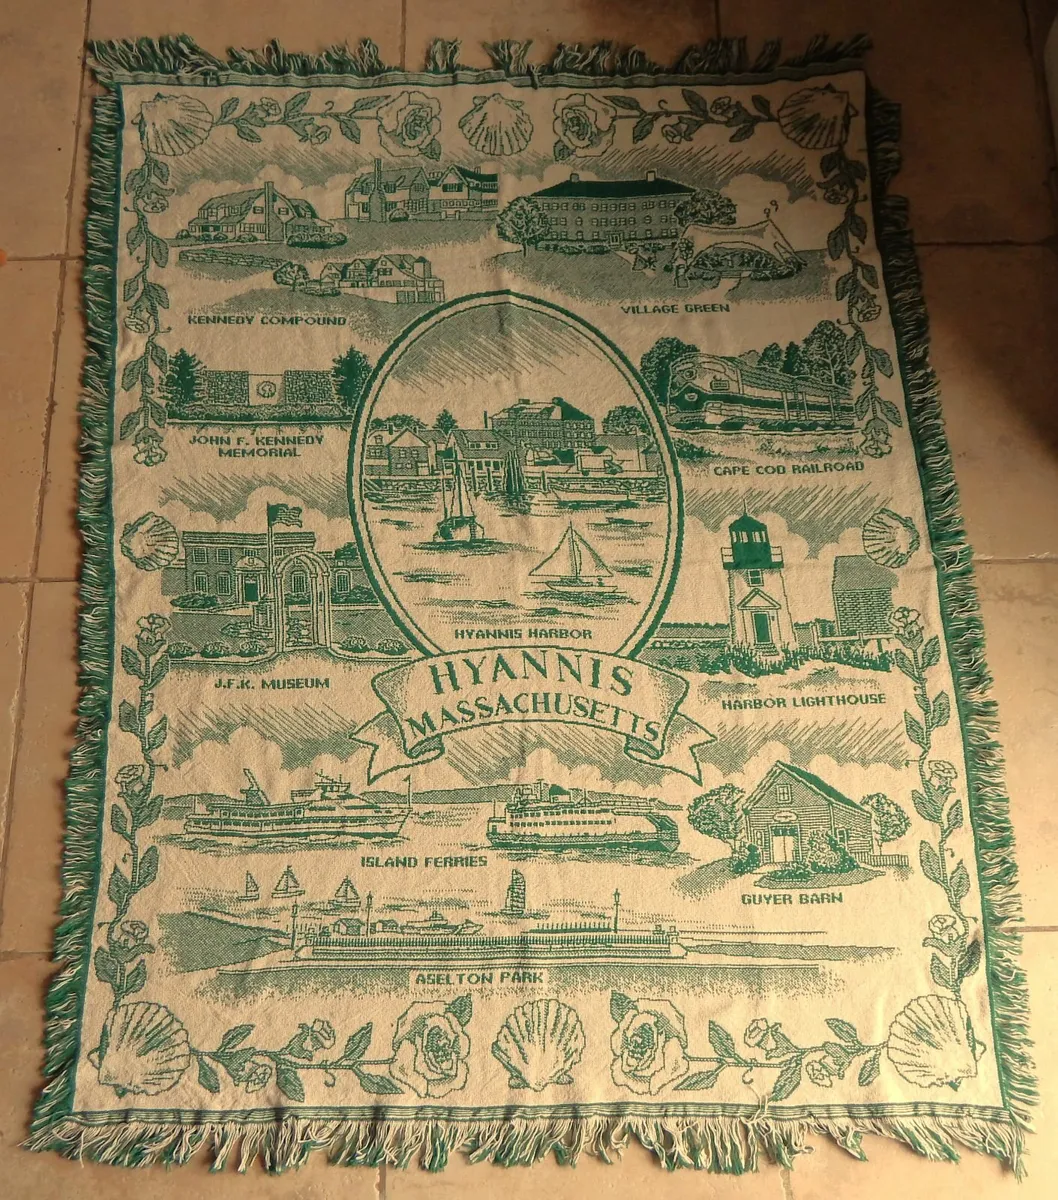 KENNEDY COMPOUND
VILLAGE GREEN
JOHN F. KENNEDY
MEMORIAL
CAPE COD RAILROAD
HYANNIS HARBOR
J.F.K. MUSEUM
HYANNIS
MASSACHUSETTS
HARBOR LIGHTHOUSE
ISLAND FERRIES
GUYER BARN
ASELTON PARK